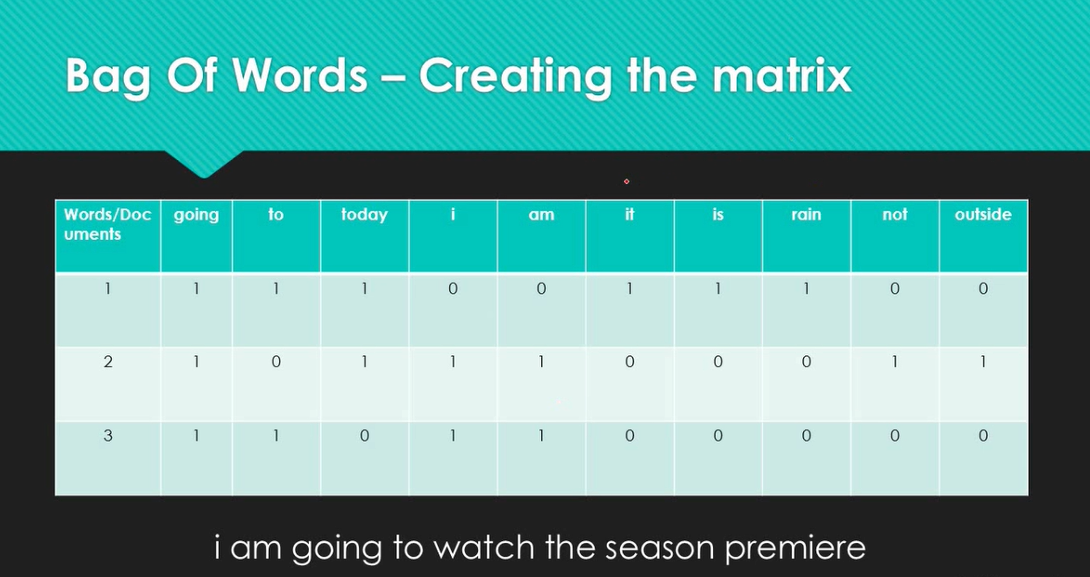 Bag Of Words – Creating the matrix
Words/Doc going to today i am it is rain not outside
uments
1 1 1 1 0 0 1 1 1 0 0
2 1 0 1 1 1 0 0 0 1 1
3 1 1 0 1 1 0 0 0 0 0
i am going to watch the season premiere